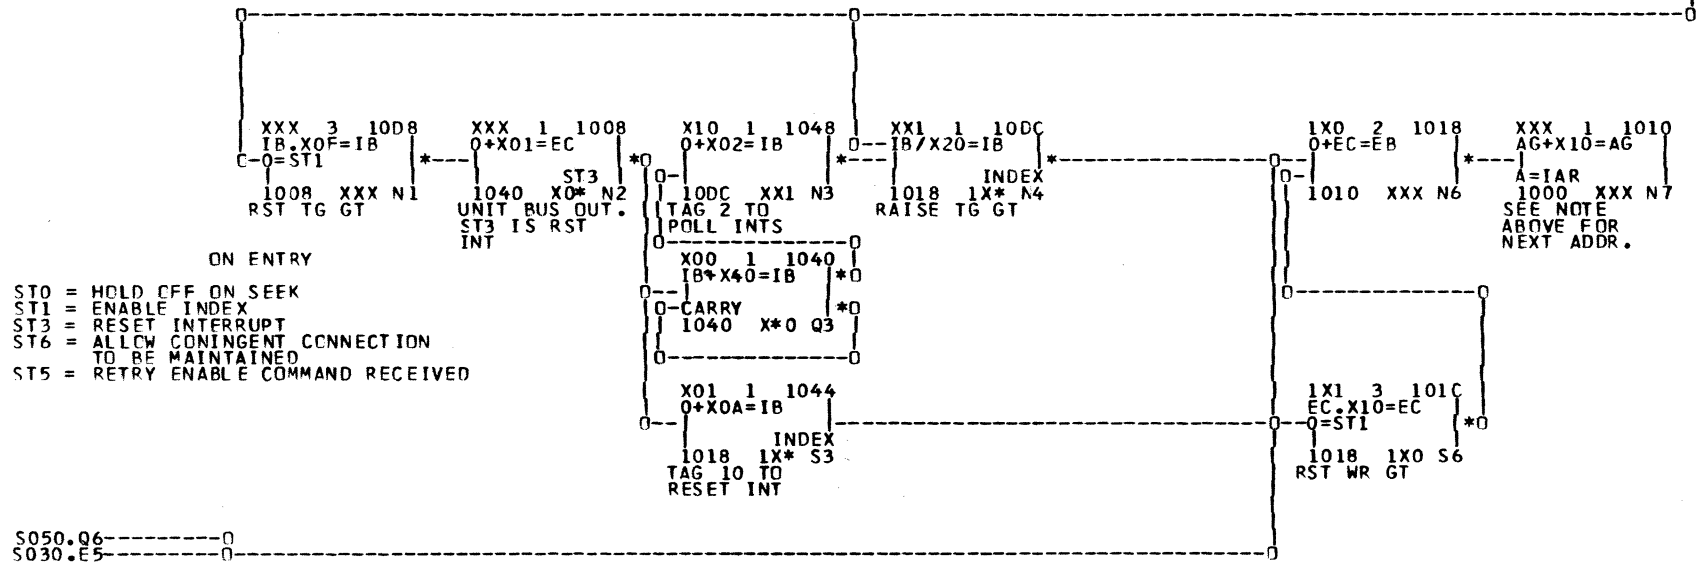 XXX 3 10D8 XXX 1 1008 X10 1 1048 XX1 1 10DC 1X0 2 1018 XXX 1 1010
IB.X0F=IB 0+X01=EC 0+X02=IB IB/X20=IB 0+EC=EB AG+X10=AG
0=ST1 * * * * *
ST3 INDEX A=IAR
1008 XXX N1 1040 X0* N2 10DC XX1 N3 1018 1X* N4 1010 XXX N6 1000 XXX N7
RST TG GT UNIT BUS OUT. TAG 2 TO RAISE TG GT SEE NOTE
ST3 IS RST POLL INTS ABOVE FOR
INT NEXT ADDR.
ON ENTRY X00 1 1040
IB+X40=IB *
ST0 = HOLD OFF ON SEEK
ST1 = ENABLE INDEX CARRY *
ST3 = RESET INTERRUPT 1040 X*0 Q3
ST6 = ALLOW CONINGENT CONNECTION
TO BE MAINTAINED
ST5 = RETRY ENABLE COMMAND RECEIVED
X01 1 1044 1X1 3 101C
0+X0A=IB EC.X10=EC
0=ST1 *
INDEX
1018 1X* S3 1018 1X0 S6
TAG 10 TO RST WR GT
RESET INT
S050.Q6
S030.E5